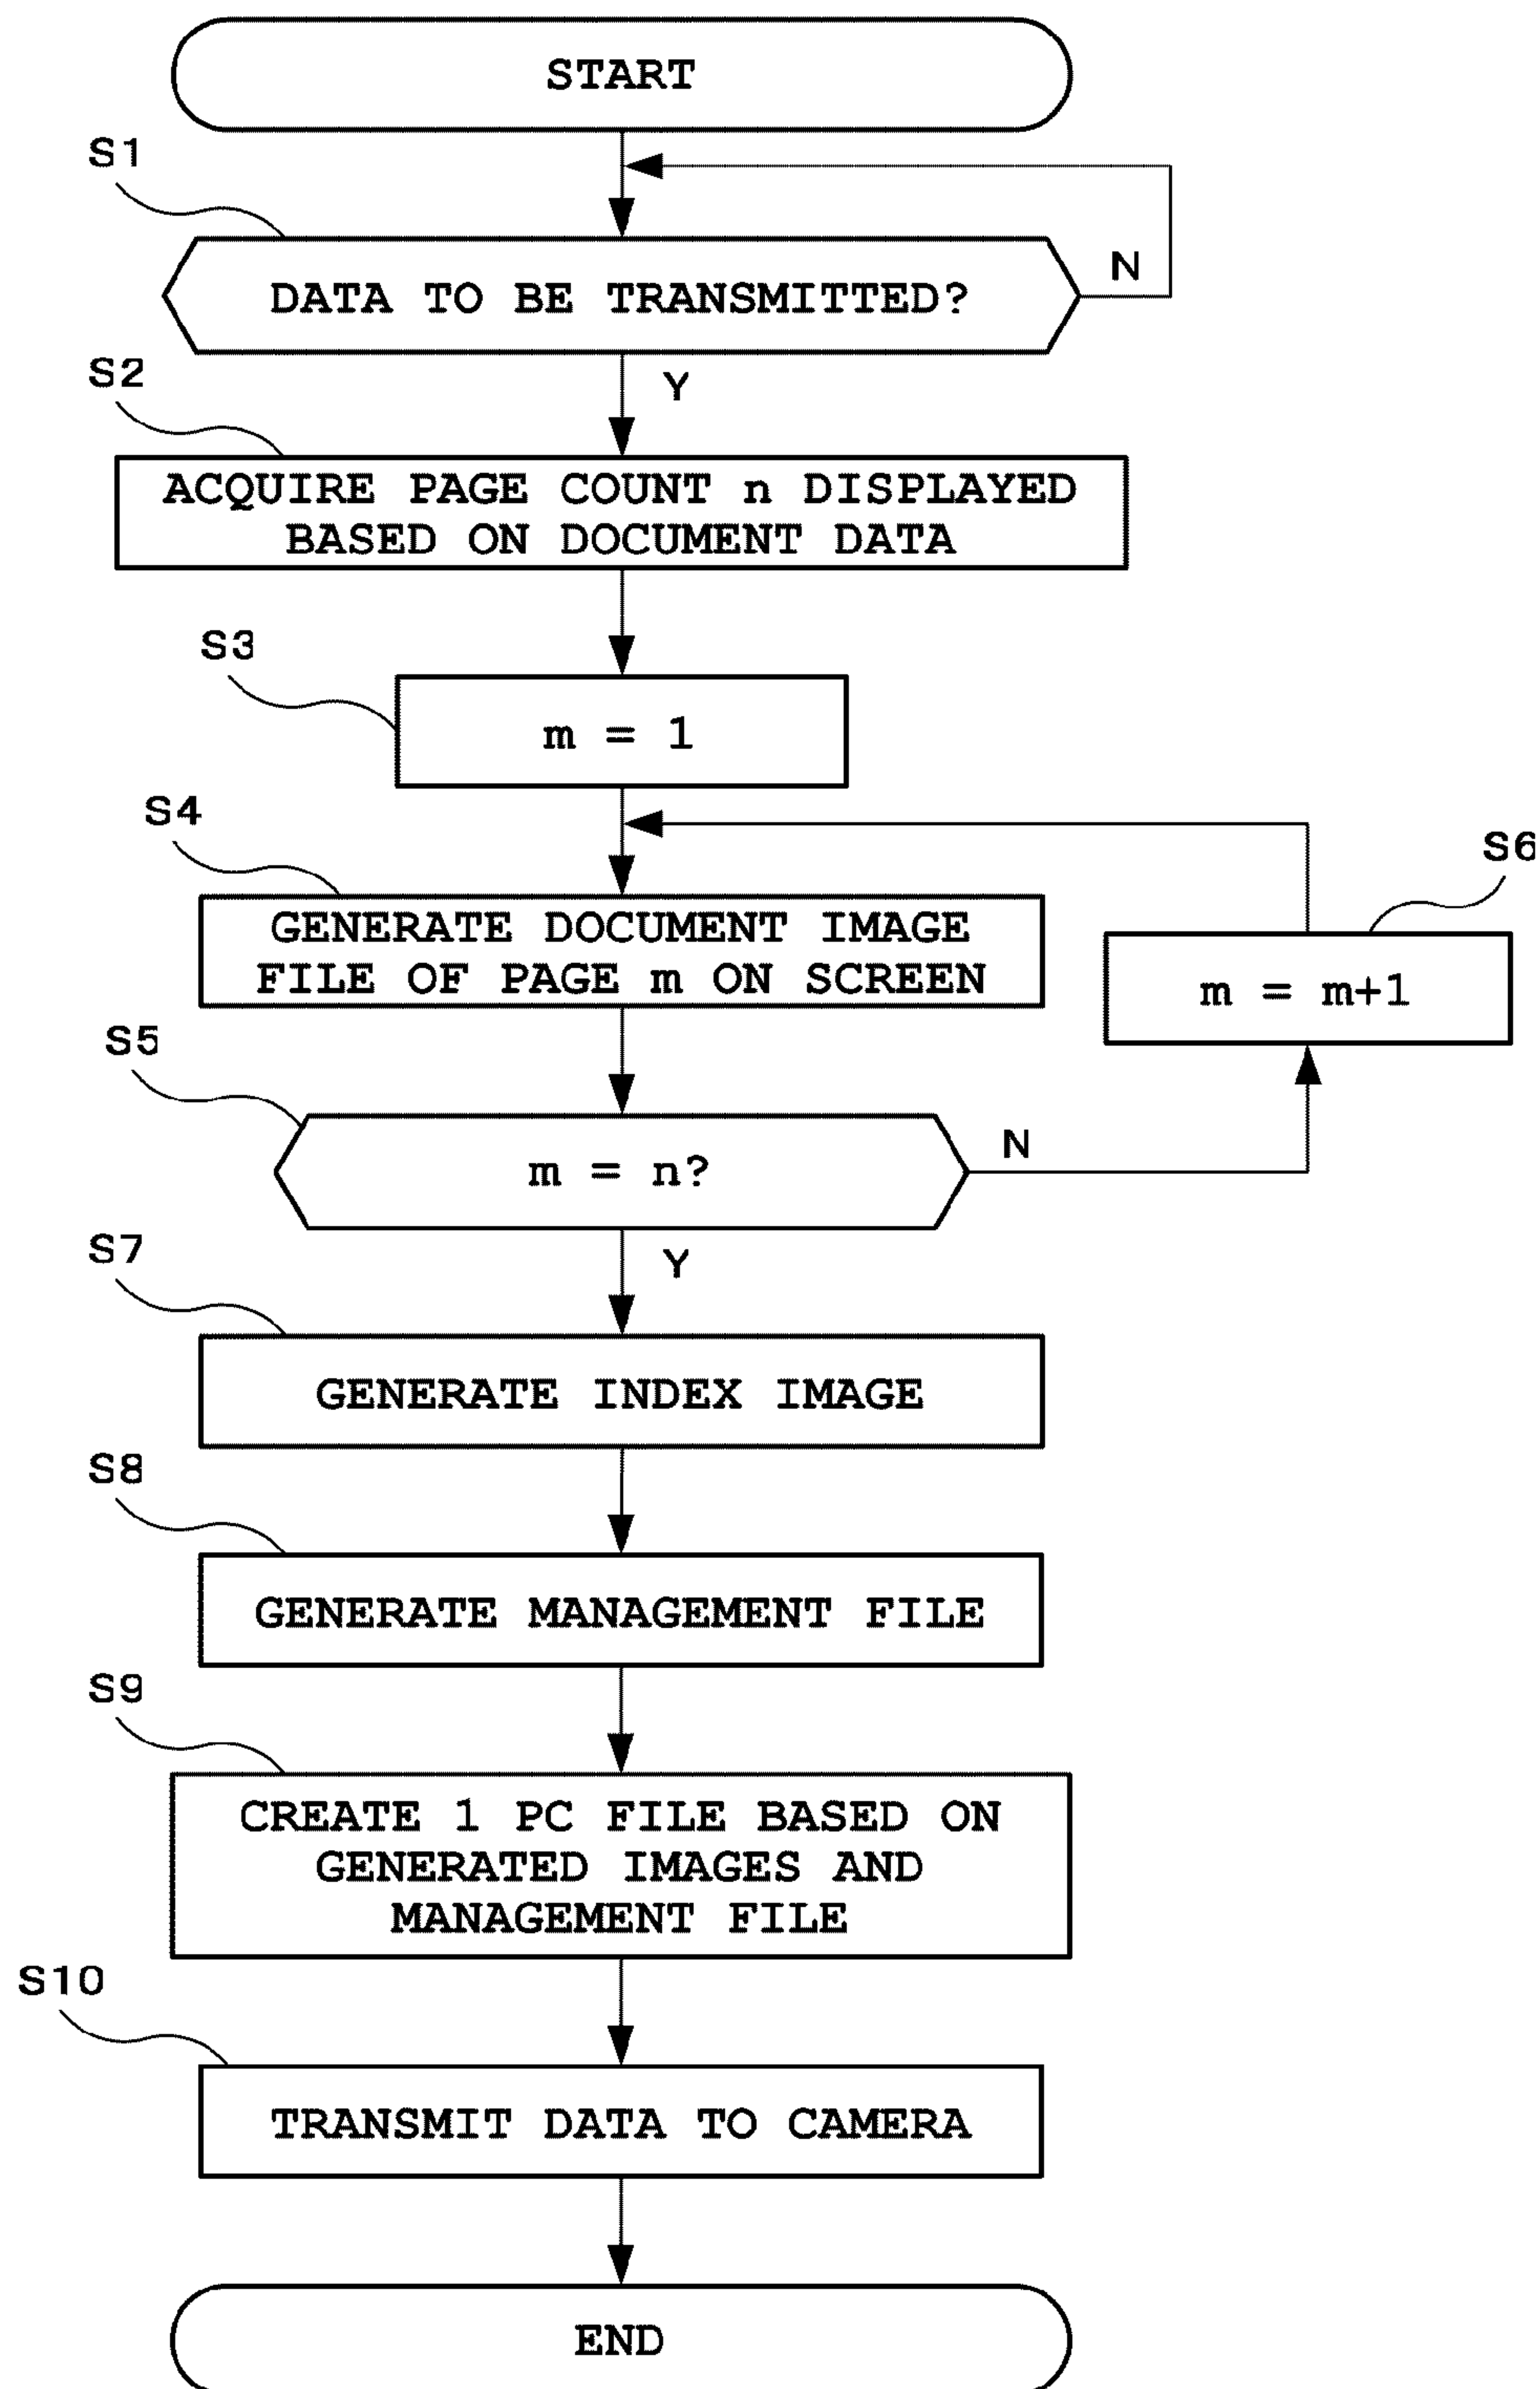 START
S1
DATA TO BE TRANSMITTED?
N
S2
Y
ACQUIRE PAGE COUNT n DISPLAYED
BASED ON DOCUMENT DATA
S3
m = 1
S4
S6
GENERATE DOCUMENT IMAGE
FILE OF PAGE m ON SCREEN
m = m+1
S5
m = n?
N
S7
Y
GENERATE INDEX IMAGE
S8
GENERATE MANAGEMENT FILE
S9
CREATE 1 PC FILE BASED ON
GENERATED IMAGES AND
MANAGEMENT FILE
S10
TRANSMIT DATA TO CAMERA
END